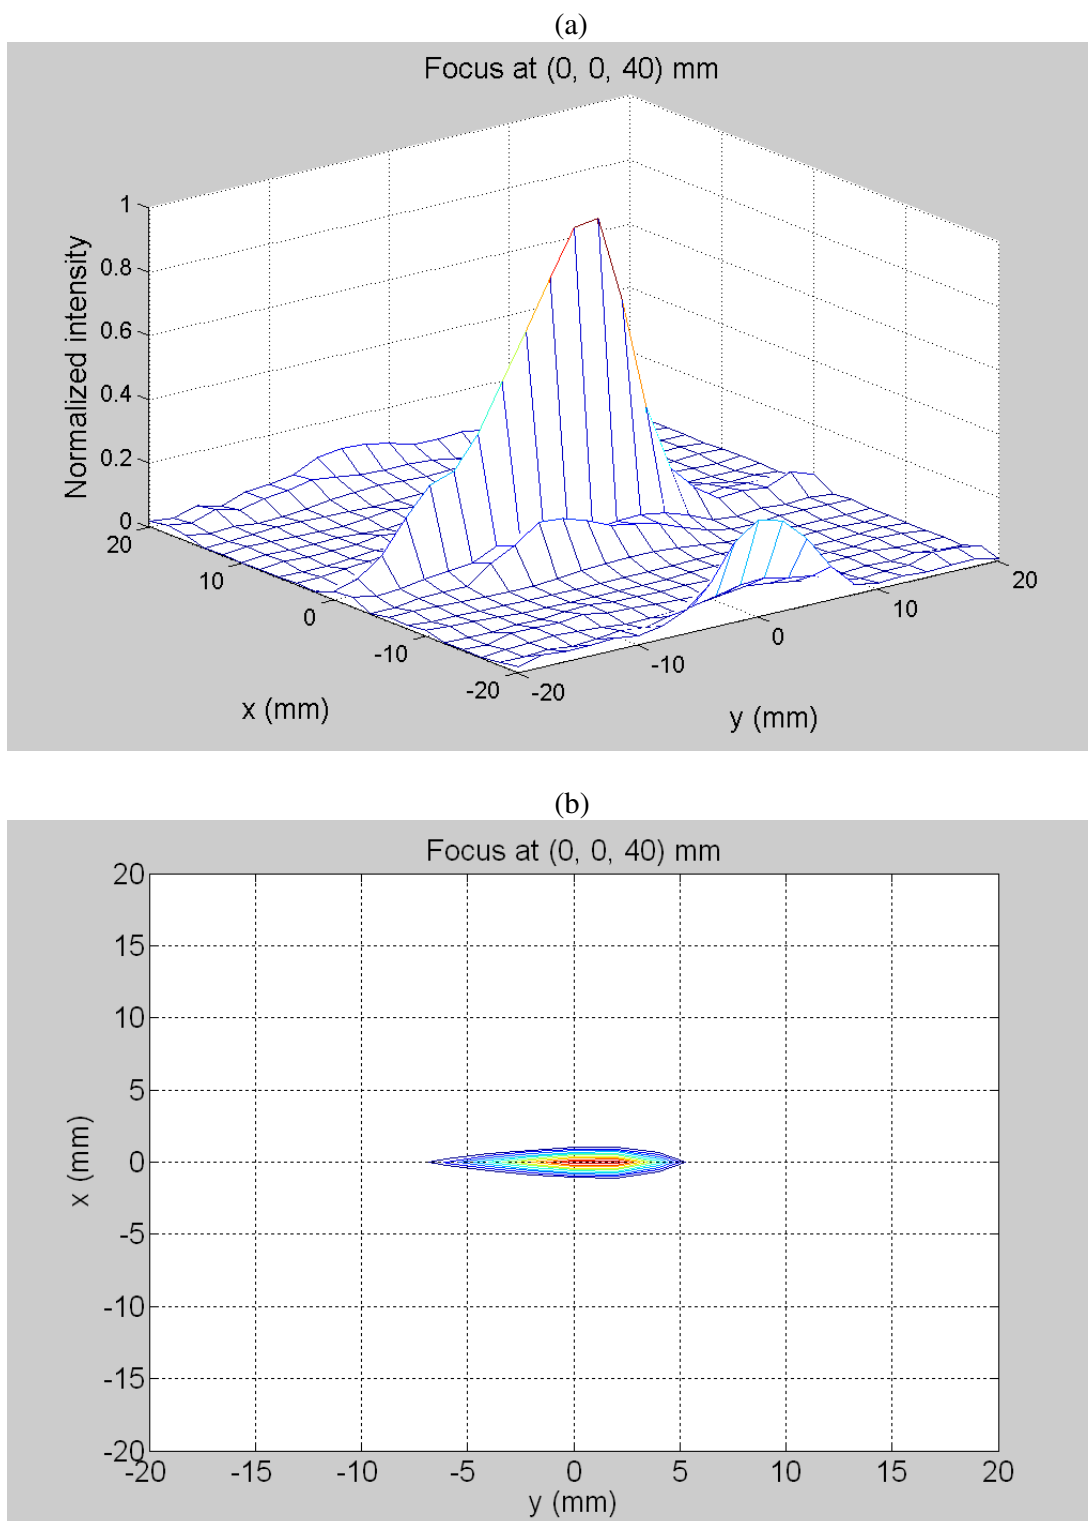 (a)
Focus at (0, 0, 40) mm
1
0.8
0.6
0.4
0.2
0
Normalized intensity
20
10
0
-10
-20
x (mm)
-20
-10
0
10
20
y (mm)
(b)
Focus at (0, 0, 40) mm
20
15
10
5
0
-5
-10
-15
-20
x (mm)
-20 -15 -10 -5 0 5 10 15 20
y (mm)